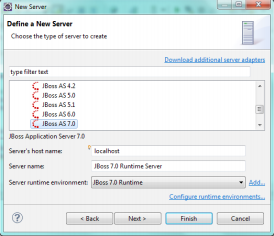 New Server
Define a New Server
Choose the type of server to create
Download additional server adapters
type filter text
JBoss AS 4.2
JBoss AS 5.0
JBoss AS 5.1
JBoss AS 6.0
JBoss AS 7.0
JBoss Application Server 7.0
Server's host name: localhost
Server name: JBoss 7.0 Runtime Server
Server runtime environment: JBoss 7.0 Runtime Add...
Configure runtime environments...
? < Back Next > Finish Cancel